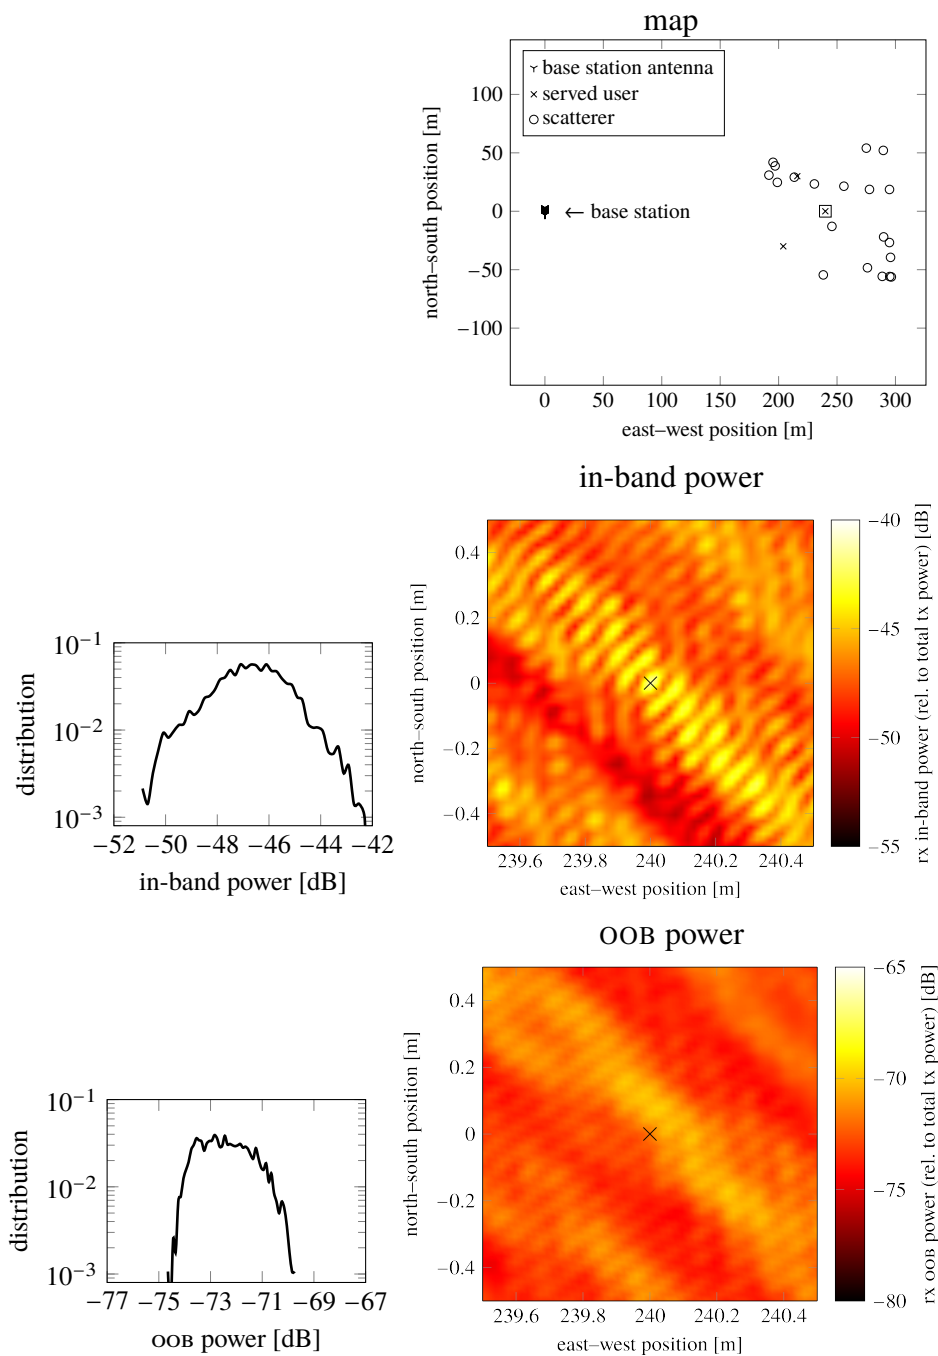 map
north–south position [m]
100
50
0
−50
−100
base station antenna
served user
scatterer
← base station
0 50 100 150 200 250 300
east–west position [m]
in-band power
distribution
10−1
10−2
10−3
−52 −50 −48 −46 −44 −42
in-band power [dB]
north–south position [m]
0.4
0.2
0
−0.2
−0.4
239.6 239.8 240 240.2 240.4
east–west position [m]
−40
−45
−50
−55
rx in-band power (rel. to total tx power) [dB]
OOB power
distribution
10−1
10−2
10−3
−77 −75 −73 −71 −69 −67
OOB power [dB]
north–south position [m]
0.4
0.2
0
−0.2
−0.4
239.6 239.8 240 240.2 240.4
east–west position [m]
−65
−70
−75
−80
rx OOB power (rel. to total tx power) [dB]